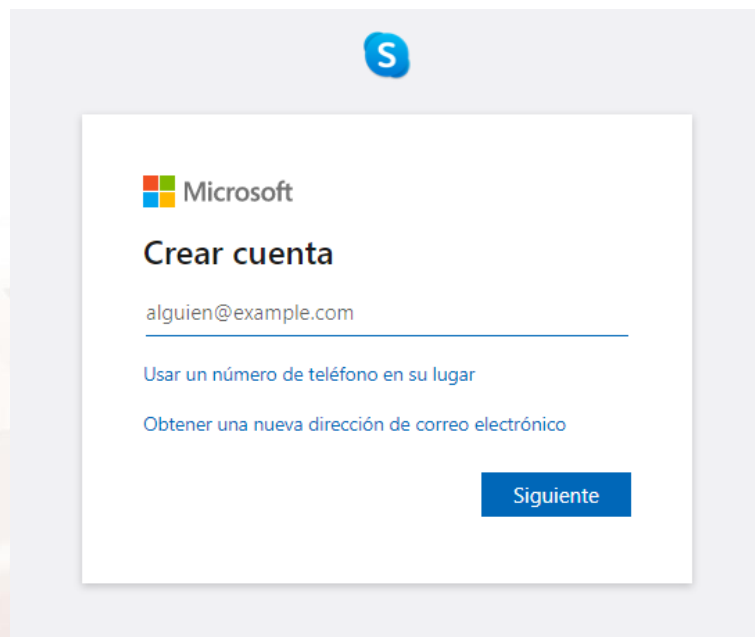 S
Microsoft
Crear cuenta
alguien@example.com
Usar un número de teléfono en su lugar
Obtener una nueva dirección de correo electrónico
Siguiente